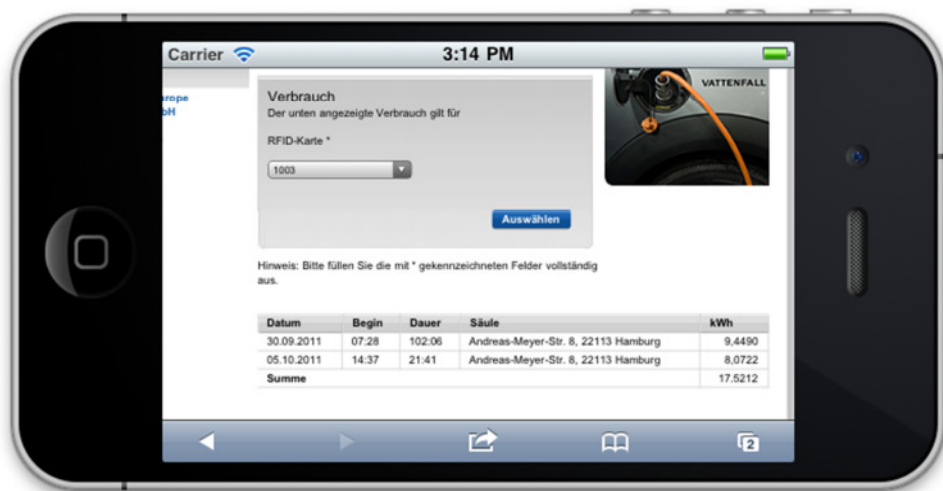 Carrier 3:14 PM
VATTENFALL
Verbrauch
Der unten angezeigte Verbrauch gilt für
RFID-Karte *
1003
Auswählen
Hinweis: Bitte füllen Sie die mit * gekennzeichneten Felder vollständig
aus.
Datum Begin Dauer Säule kWh
30.09.2011 07:28 102:06 Andreas-Meyer-Str. 8, 22113 Hamburg 9,4490
05.10.2011 14:37 21:41 Andreas-Meyer-Str. 8, 22113 Hamburg 8,0722
Summe 17.5212
2